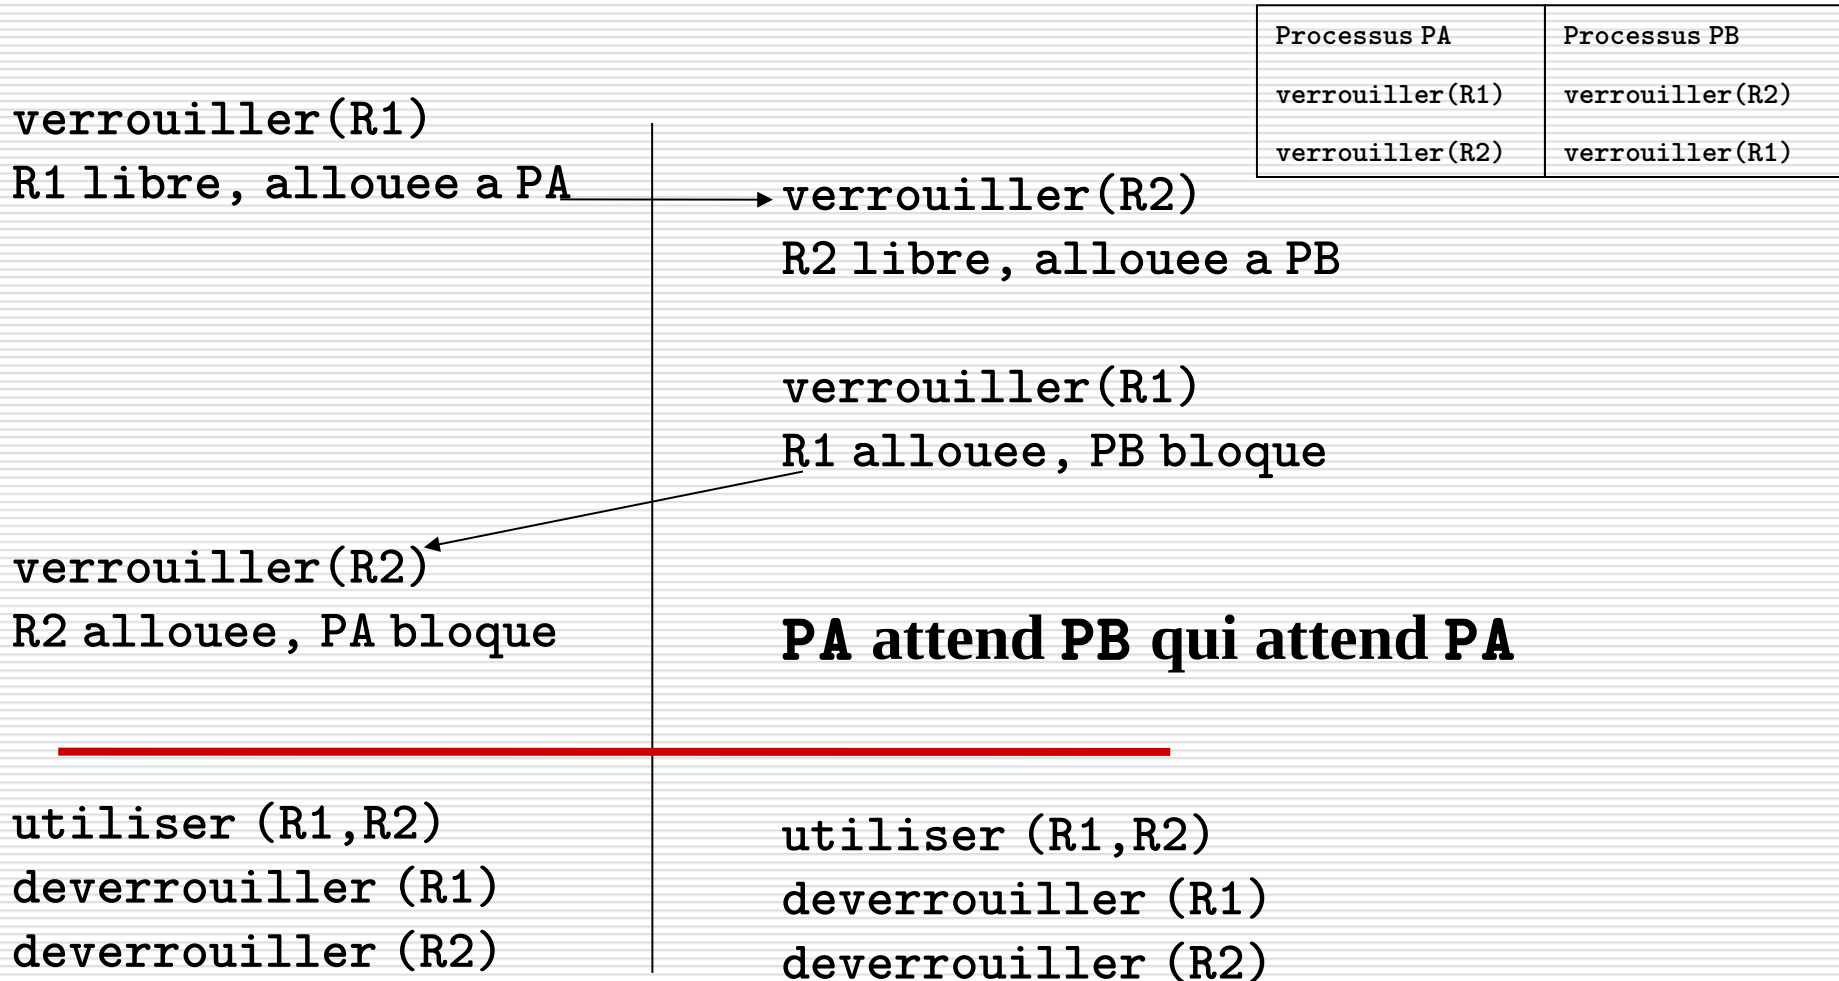 Processus PA
Processus PB
verrouiller(R1)
verrouiller(R2)
verrouiller(R2)
verrouiller(R1)
verrouiller(R1)
R1 libre, allouee a PA
verrouiller(R2)
R2 libre, allouee a PB
verrouiller(R1)
R1 allouee, PB bloque
verrouiller(R2)
R2 allouee, PA bloque
PA attend PB qui attend PA
utiliser (R1,R2)
deverrouiller (R1)
deverrouiller (R2)
utiliser (R1,R2)
deverrouiller (R1)
deverrouiller (R2)